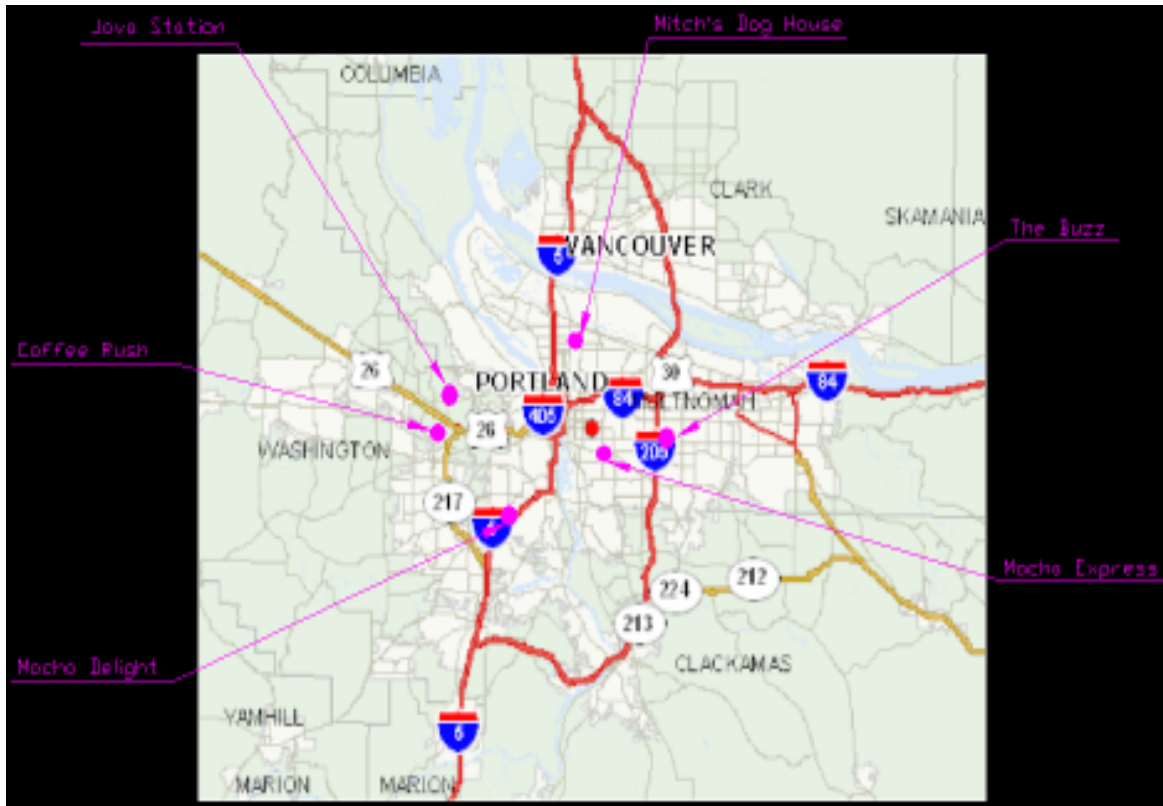 Java Station
Mitch's Dog House
COLUMBIA
CLARK
SKAMANIA
The Buzz
VANCOUVER
5
Coffee Rush
26
PORTLAND
30
84
84
MULTNOMAH
405
26
WASHINGTON
205
217
5
Mocha Express
224
212
213
Mocha Delight
CLACKAMAS
YAMHILL
5
MARION
MARION